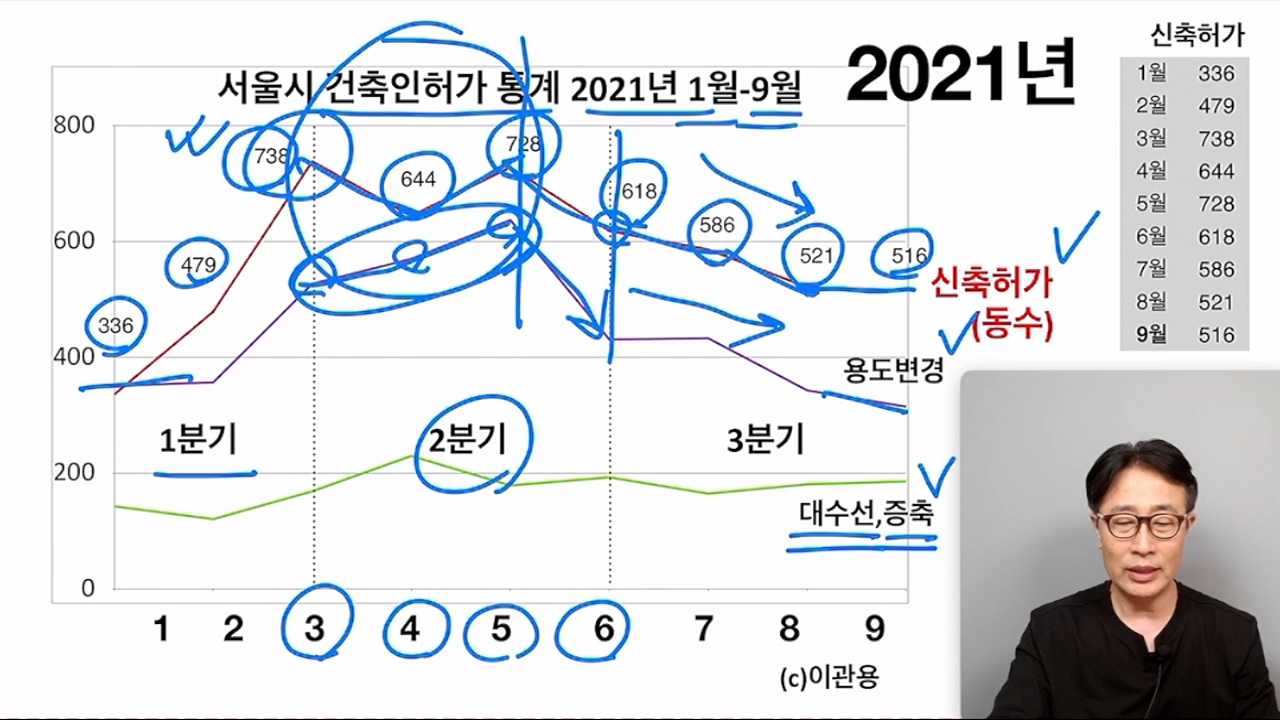 서울시 건축인허가 통계 2021년 1월-9월
2021년
신축허가
1월 336
2월 479
3월 738
4월 644
5월 728
6월 618
7월 586
8월 521
9월 516
800
600
400
200
0
336
479
738
644
728
618
586
521
516
신축허가
(동수)
용도변경
1분기
2분기
3분기
대수선,증축
1 2 3 4 5 6 7 8 9
(c)이관용